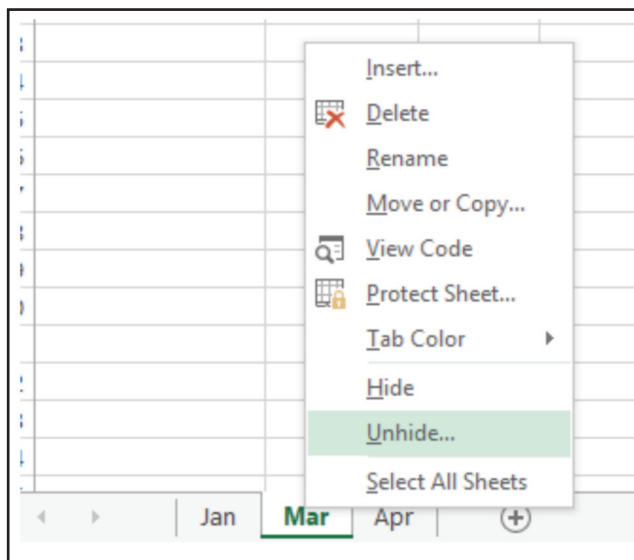 Insert...
Delete
Rename
Move or Copy...
View Code
Protect Sheet...
Tab Color
Hide
Unhide...
Select All Sheets
Jan Mar Apr